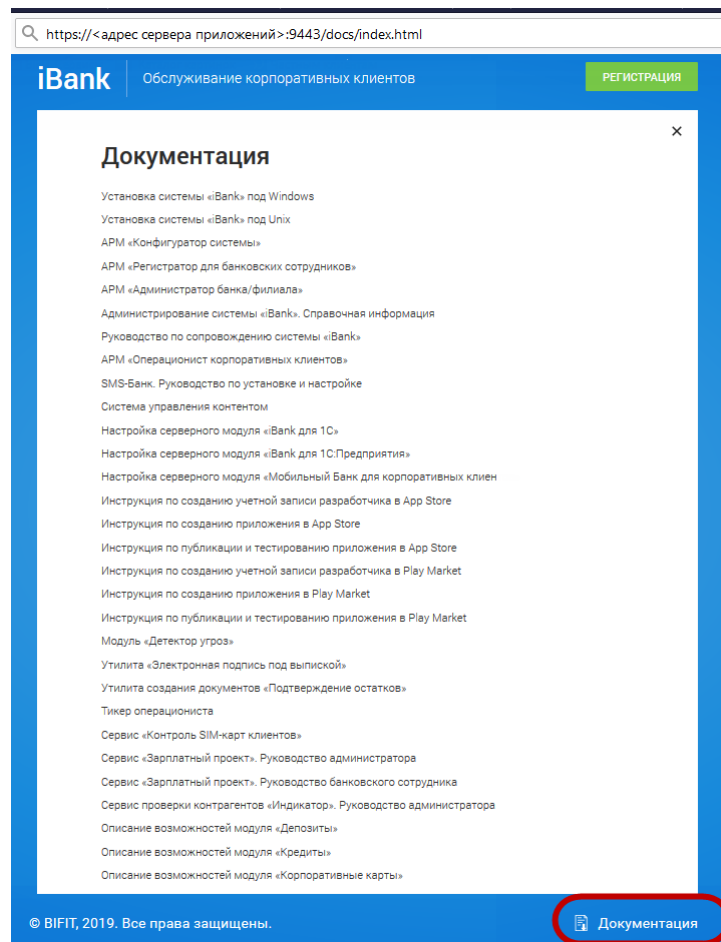 https://<адрес сервера приложений>:9443/docs/index.html
iBank Обслуживание корпоративных клиентов РЕГИСТРАЦИЯ
×
Документация
Установка системы «iBank» под Windows
Установка системы «iBank» под Unix
АРМ «Конфигуратор системы»
АРМ «Регистратор для банковских сотрудников»
АРМ «Администратор банка/филиала»
Администрирование системы «iBank». Справочная информация
Руководство по сопровождению системы «iBank»
АРМ «Операционист корпоративных клиентов»
SMS-Банк. Руководство по установке и настройке
Система управления контентом
Настройка серверного модуля «iBank для 1С»
Настройка серверного модуля «iBank для 1С:Предприятия»
Настройка серверного модуля «Мобильный Банк для корпоративных клиен
Инструкция по созданию учетной записи разработчика в App Store
Инструкция по созданию приложения в App Store
Инструкция по публикации и тестированию приложения в App Store
Инструкция по созданию учетной записи разработчика в Play Market
Инструкция по созданию приложения в Play Market
Инструкция по публикации и тестированию приложения в Play Market
Модуль «Детектор угроз»
Утилита «Электронная подпись под выпиской»
Утилита создания документов «Подтверждение остатков»
Тикер операциониста
Сервис «Контроль SIM-карт клиентов»
Сервис «Зарплатный проект». Руководство администратора
Сервис «Зарплатный проект». Руководство банковского сотрудника
Сервис проверки контрагентов «Индикатор». Руководство администратора
Описание возможностей модуля «Депозиты»
Описание возможностей модуля «Кредиты»
Описание возможностей модуля «Корпоративные карты»
© BIFIT, 2019. Все права защищены. Документация